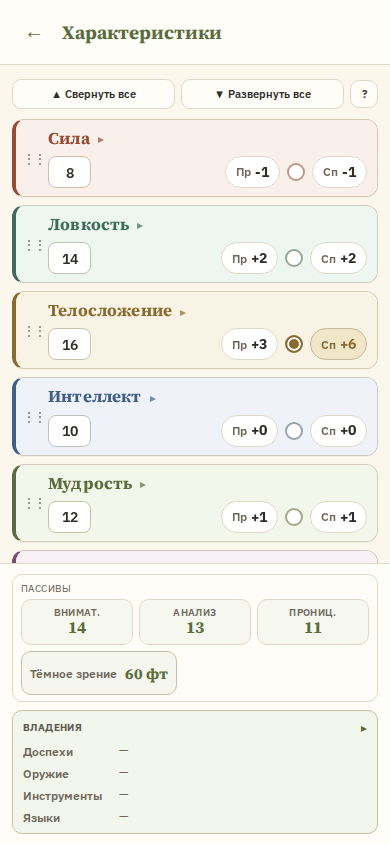 ← Характеристики
▲ Свернуть все ▼ Развернуть все ?
Сила ▸
8 Пр -1 Сп -1
Ловкость ▸
14 Пр +2 Сп +2
Телосложение ▸
16 Пр +3 Сп +6
Интеллект ▸
10 Пр +0 Сп +0
Мудрость ▸
12 Пр +1 Сп +1
ПАССИВЫ
ВНИМАТ. АНАЛИЗ ПРОНИЦ.
14 13 11
Тёмное зрение 60 фт
ВЛАДЕНИЯ ▸
Доспехи —
Оружие —
Инструменты —
Языки —